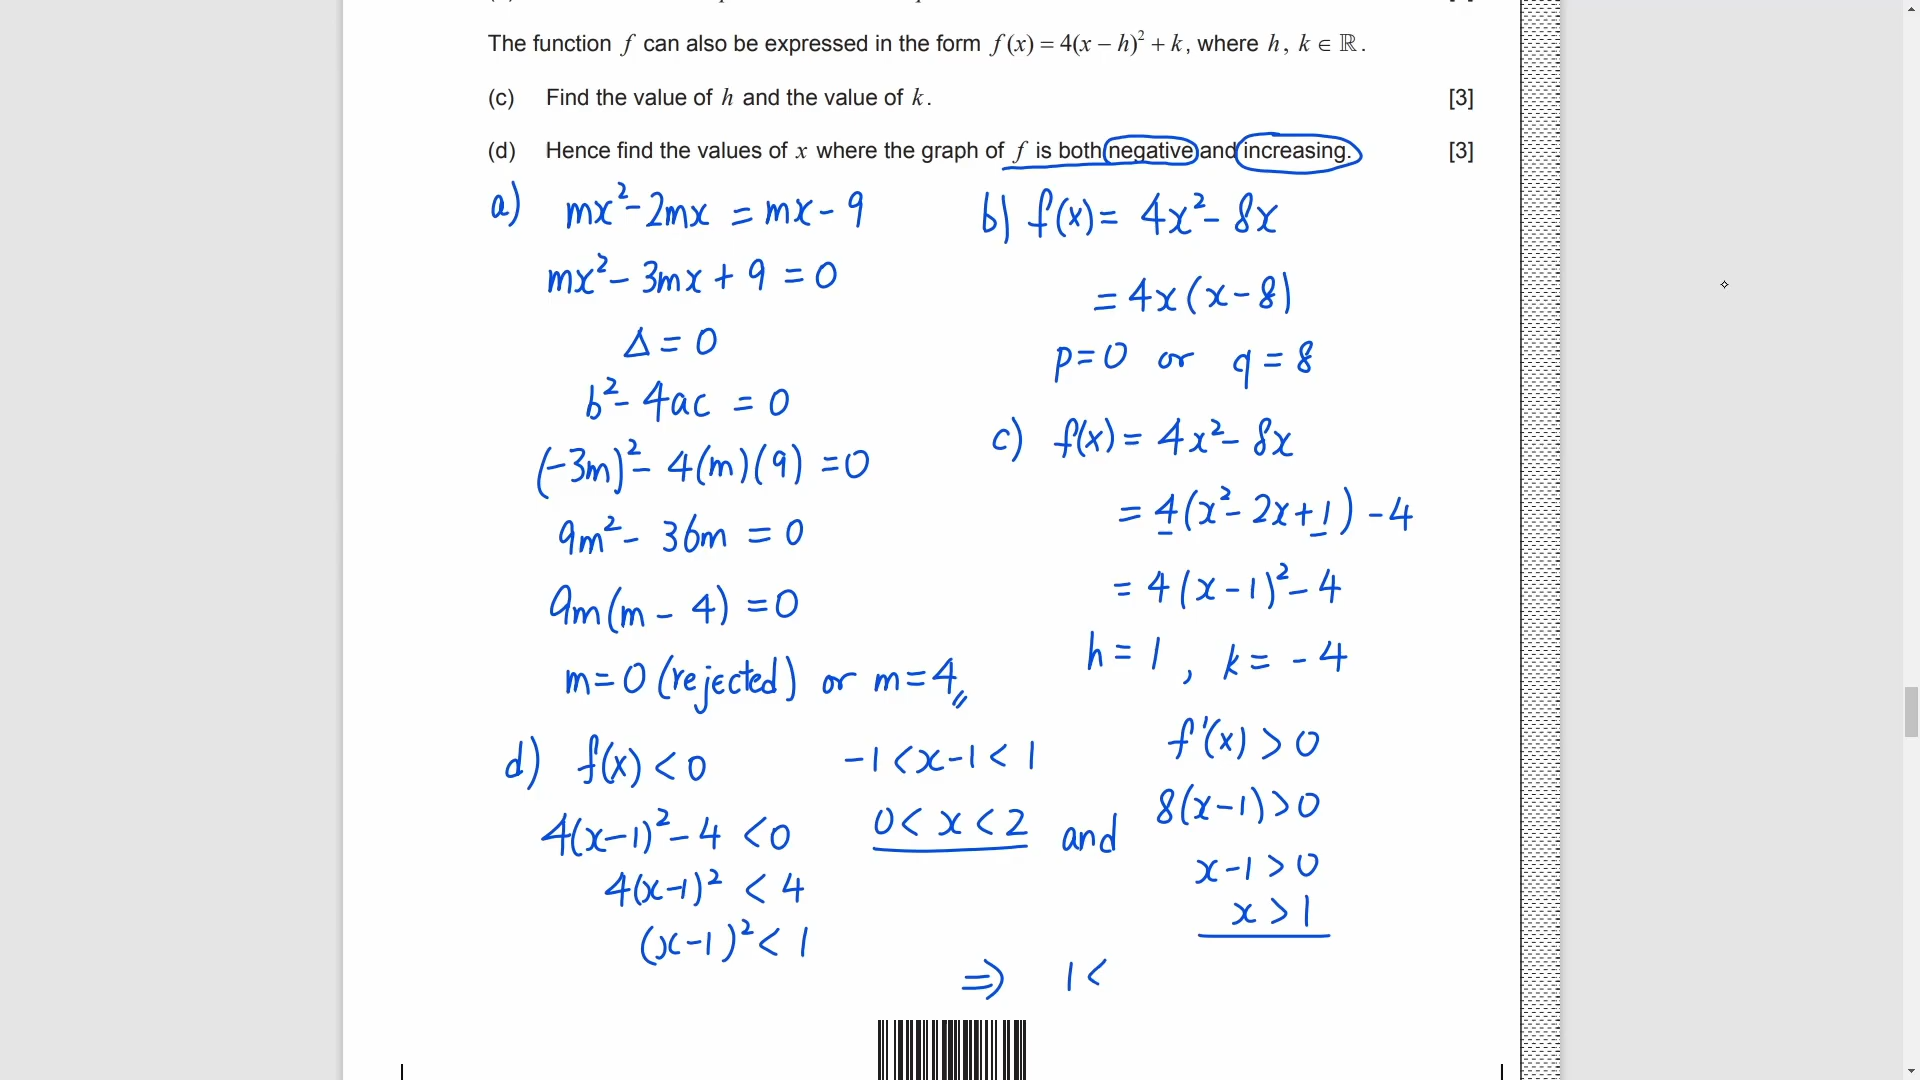 The function f can also be expressed in the form f(x) = 4(x − h)² + k, where h, k ∈ ℝ.
(c) Find the value of h and the value of k. [3]
(d) Hence find the values of x where the graph of f is both negative and increasing. [3]
a) mx² - 2mx = mx - 9
mx² - 3mx + 9 = 0
Δ = 0
b² - 4ac = 0
(-3m)² - 4(m)(9) = 0
9m² - 36m = 0
9m(m - 4) = 0
m = 0 (rejected) or m = 4
b) f(x) = 4x² - 8x
= 4x(x - 8)
p = 0 or q = 8
c) f(x) = 4x² - 8x
= 4(x² - 2x + 1) - 4
= 4(x - 1)² - 4
h = 1, k = -4
d) f(x) < 0
4(x-1)² - 4 < 0
4(x-1)² < 4
(x-1)² < 1
-1 < x-1 < 1
0 < x < 2 and
f'(x) > 0
8(x-1) > 0
x-1 > 0
x > 1
⇒ 1 <